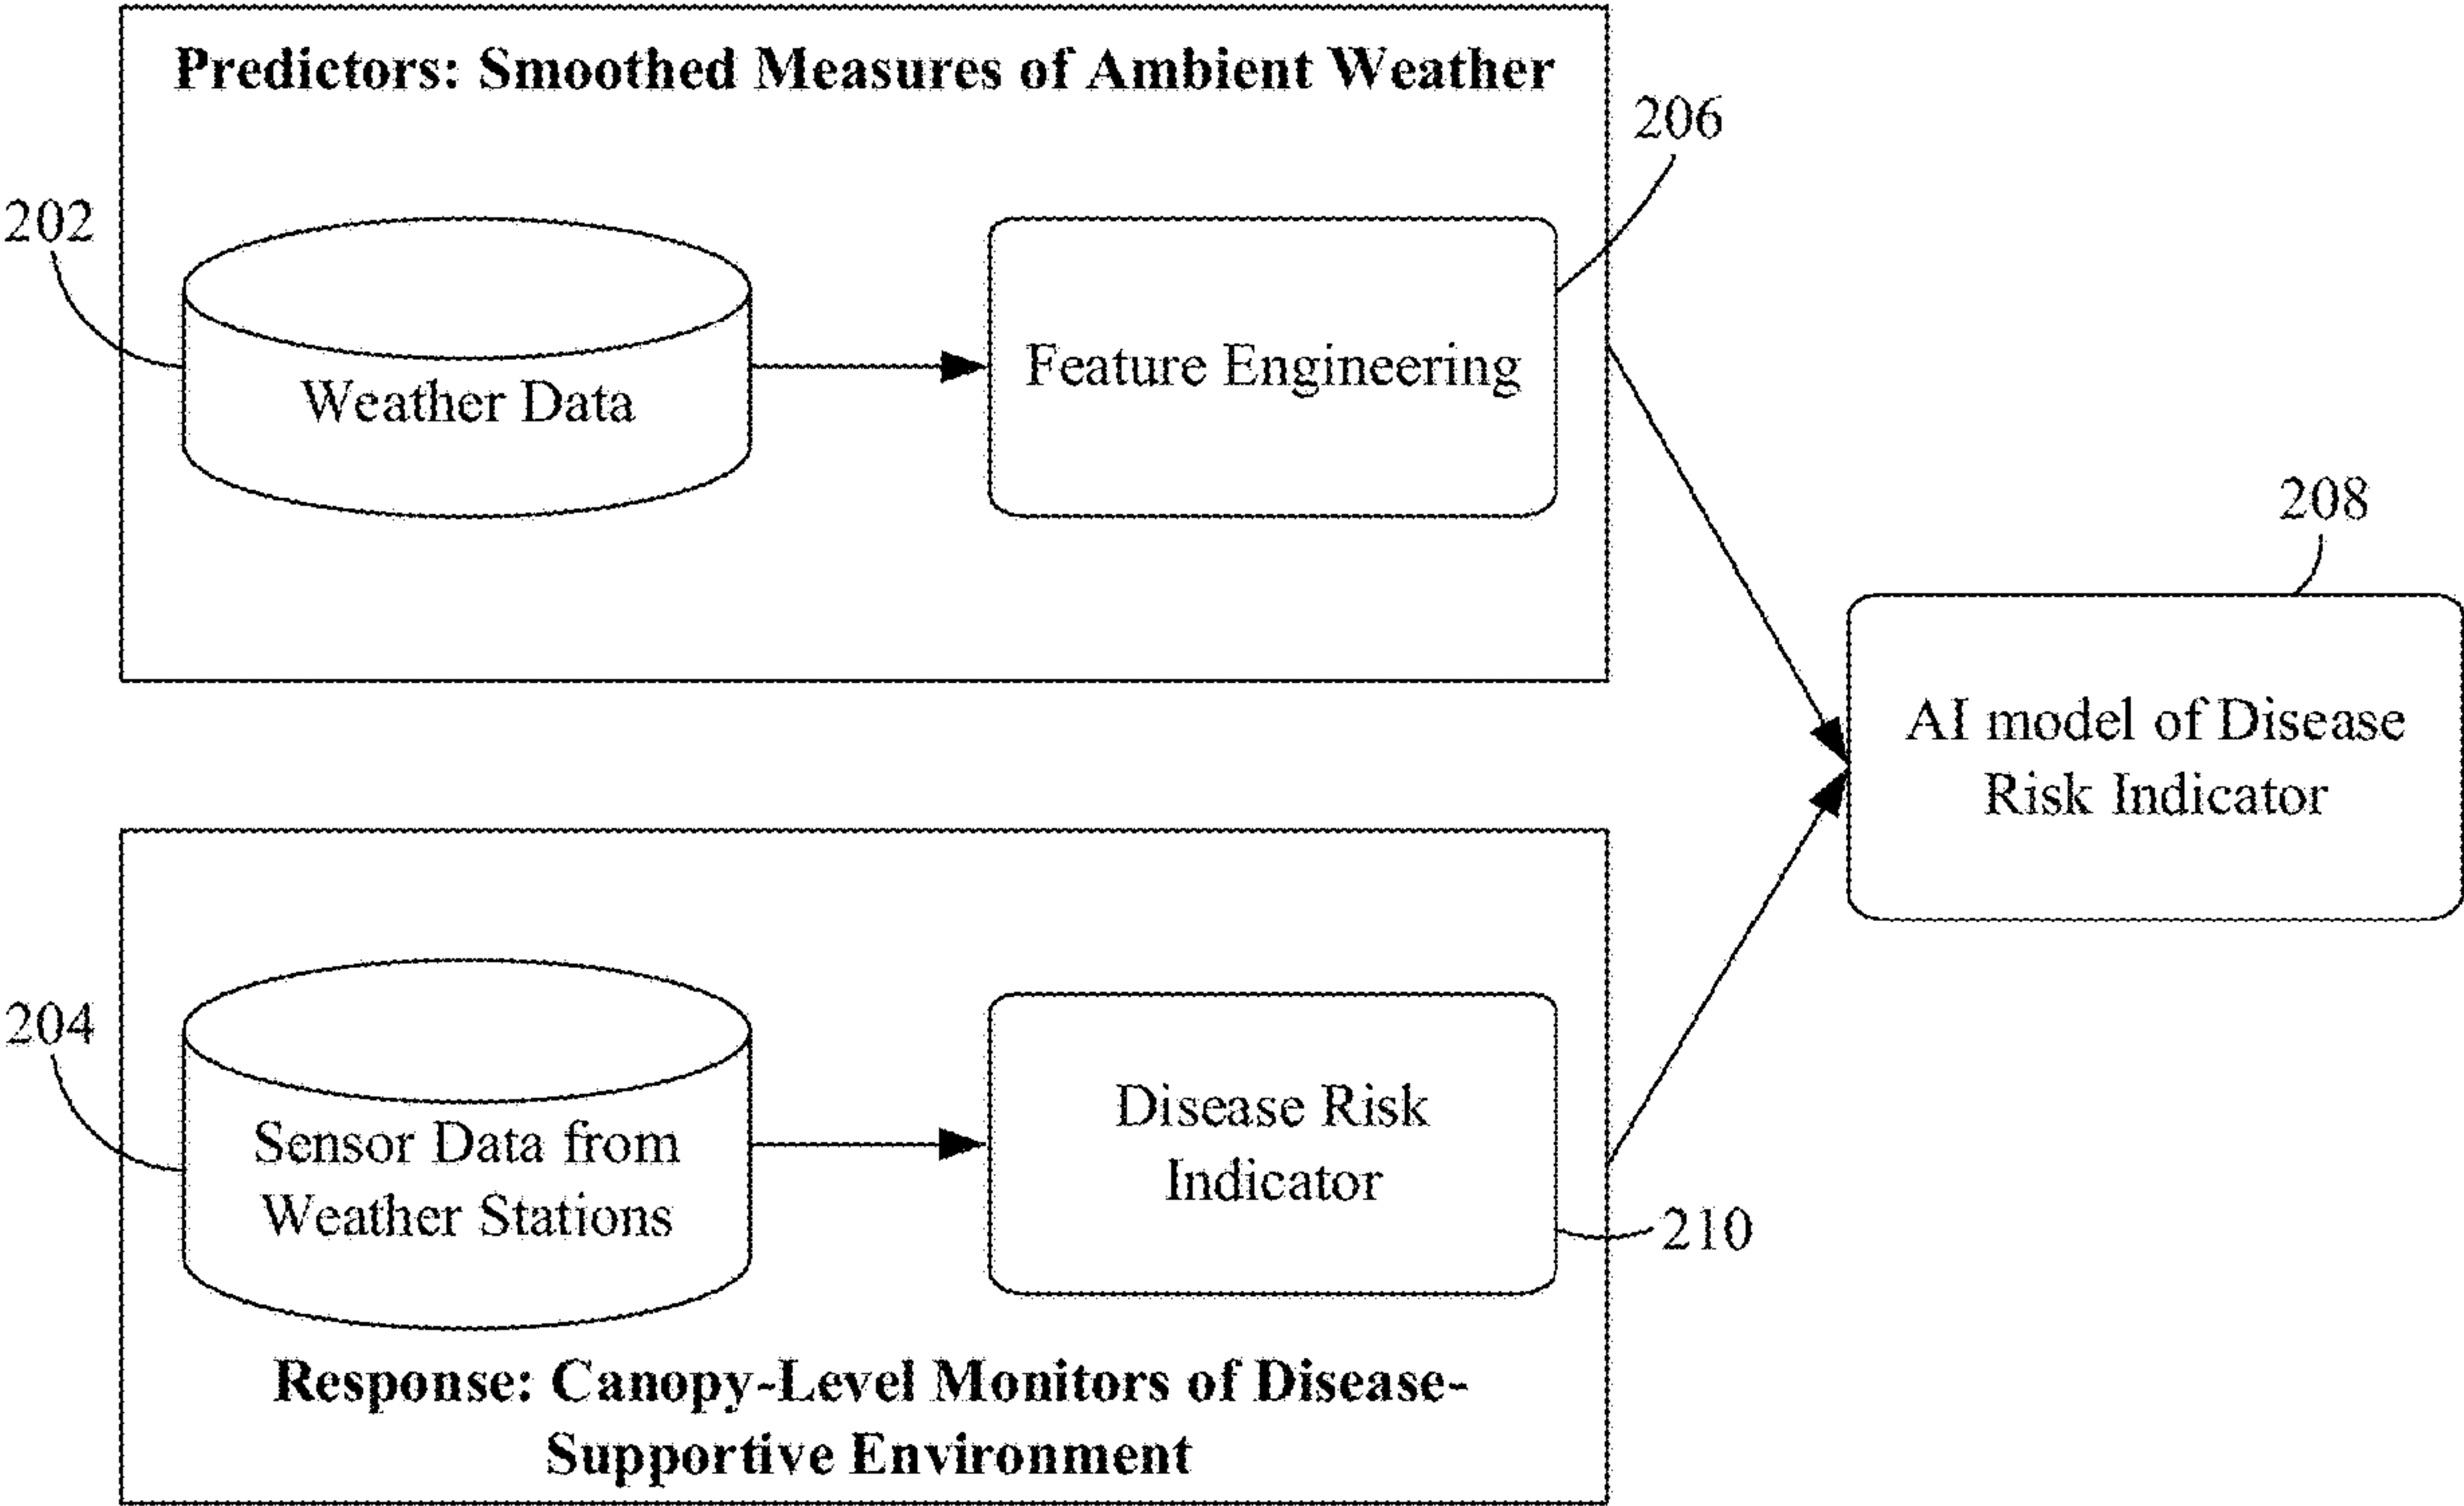 Predictors: Smoothed Measures of Ambient Weather
206
202
Weather Data
Feature Engineering
208
AI model of Disease
Risk Indicator
204
Sensor Data from
Weather Stations
Disease Risk
Indicator
210
Response: Canopy-Level Monitors of Disease-
Supportive Environment